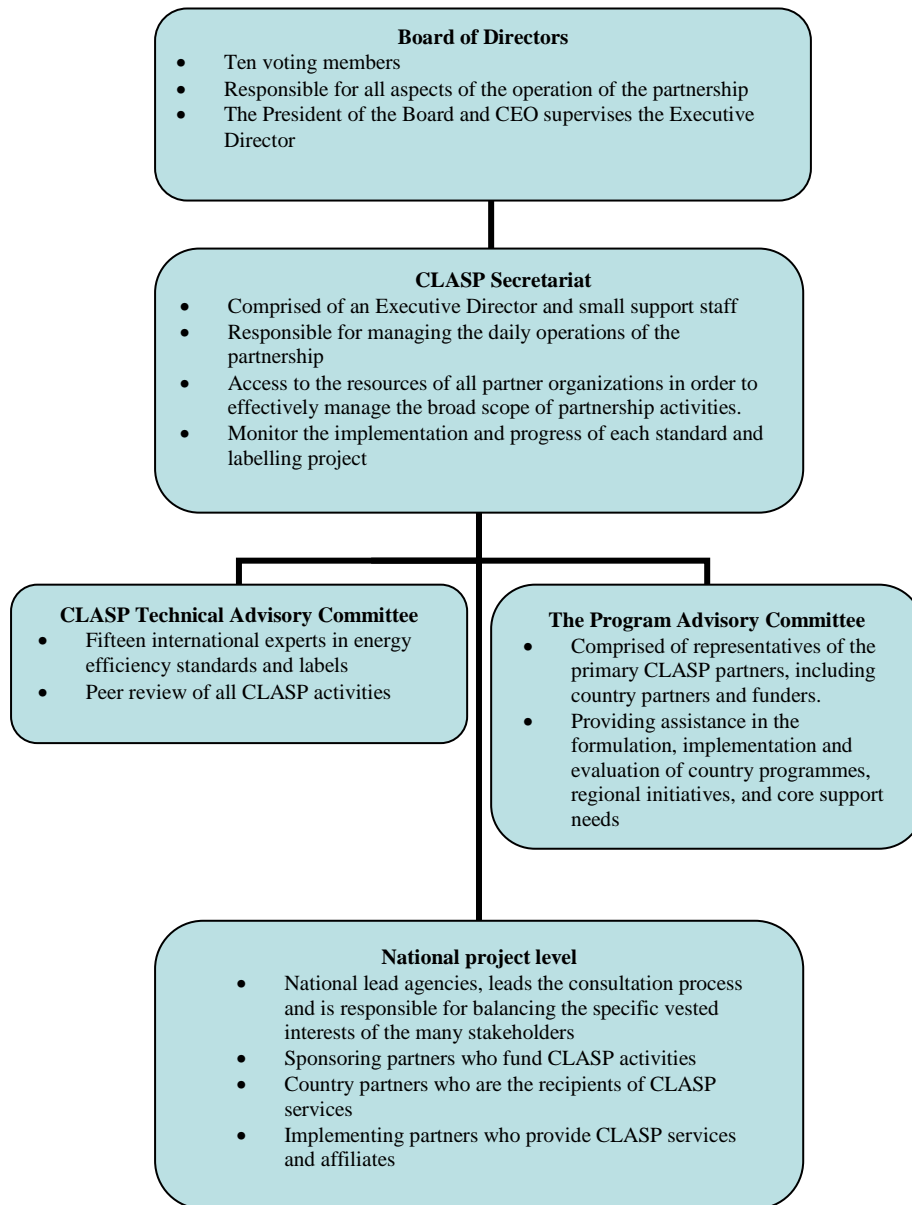 Board of Directors
• Ten voting members
• Responsible for all aspects of the operation of the partnership
• The President of the Board and CEO supervises the Executive
Director
CLASP Secretariat
• Comprised of an Executive Director and small support staff
• Responsible for managing the daily operations of the
partnership
• Access to the resources of all partner organizations in order to
effectively manage the broad scope of partnership activities.
• Monitor the implementation and progress of each standard and
labelling project
CLASP Technical Advisory Committee
• Fifteen international experts in energy
efficiency standards and labels
• Peer review of all CLASP activities
The Program Advisory Committee
• Comprised of representatives of the
primary CLASP partners, including
country partners and funders.
• Providing assistance in the
formulation, implementation and
evaluation of country programmes,
regional initiatives, and core support
needs
National project level
• National lead agencies, leads the consultation process
and is responsible for balancing the specific vested
interests of the many stakeholders
• Sponsoring partners who fund CLASP activities
• Country partners who are the recipients of CLASP
services
• Implementing partners who provide CLASP services
and affiliates